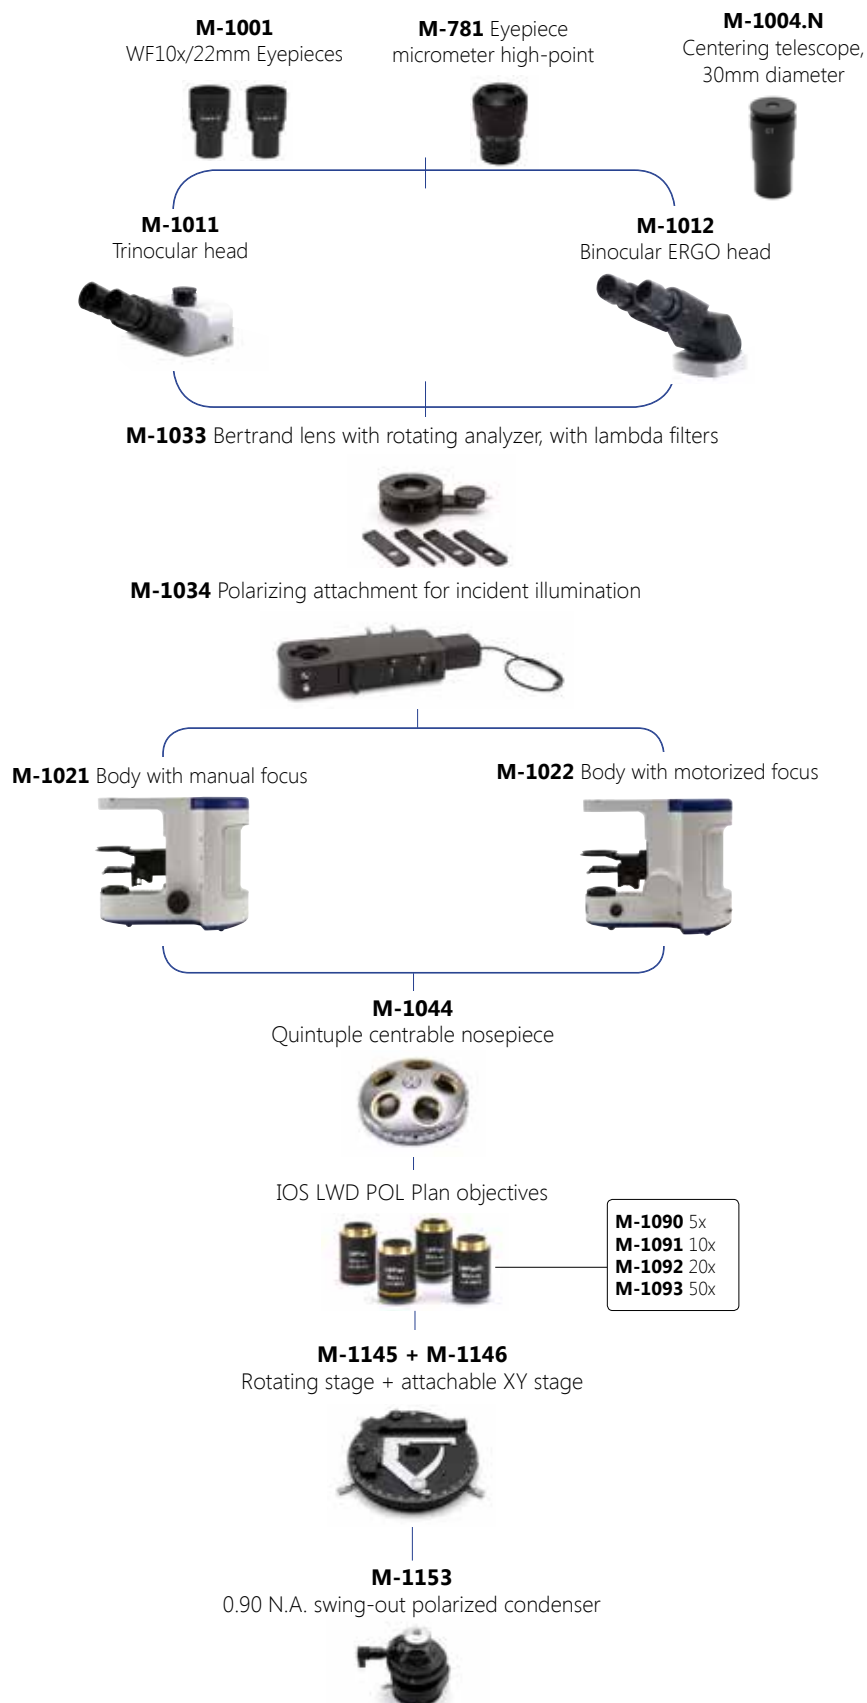 M-1001
WF10x/22mm Eyepieces
M-781 Eyepiece
micrometer high-point
M-1004.N
Centering telescope,
30mm diameter
M-1011
Trinocular head
M-1012
Binocular ERGO head
M-1033 Bertrand lens with rotating analyzer, with lambda filters
M-1034 Polarizing attachment for incident illumination
M-1021 Body with manual focus
M-1022 Body with motorized focus
M-1044
Quintuple centrable nosepiece
IOS LWD POL Plan objectives
M-1090 5x
M-1091 10x
M-1092 20x
M-1093 50x
M-1145 + M-1146
Rotating stage + attachable XY stage
M-1153
0.90 N.A. swing-out polarized condenser